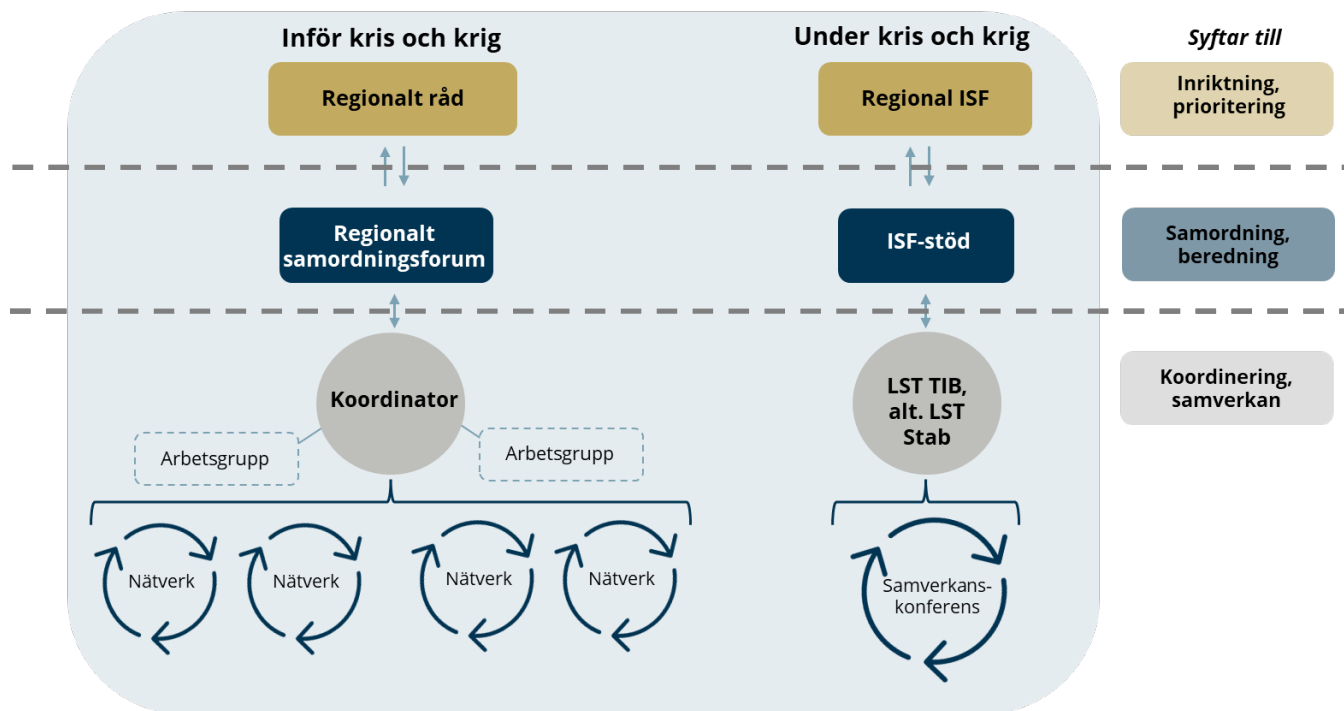 Inför kris och krig
Under kris och krig
Syftar till
Regionalt råd
Regional ISF
Inriktning,
prioritering
Regionalt
samordningsforum
ISF-stöd
Samordning,
beredning
Koordinator
LST TIB,
alt. LST
Stab
Koordinering,
samverkan
Arbetsgrupp
Arbetsgrupp
Nätverk
Nätverk
Nätverk
Nätverk
Samverkans-
konferens